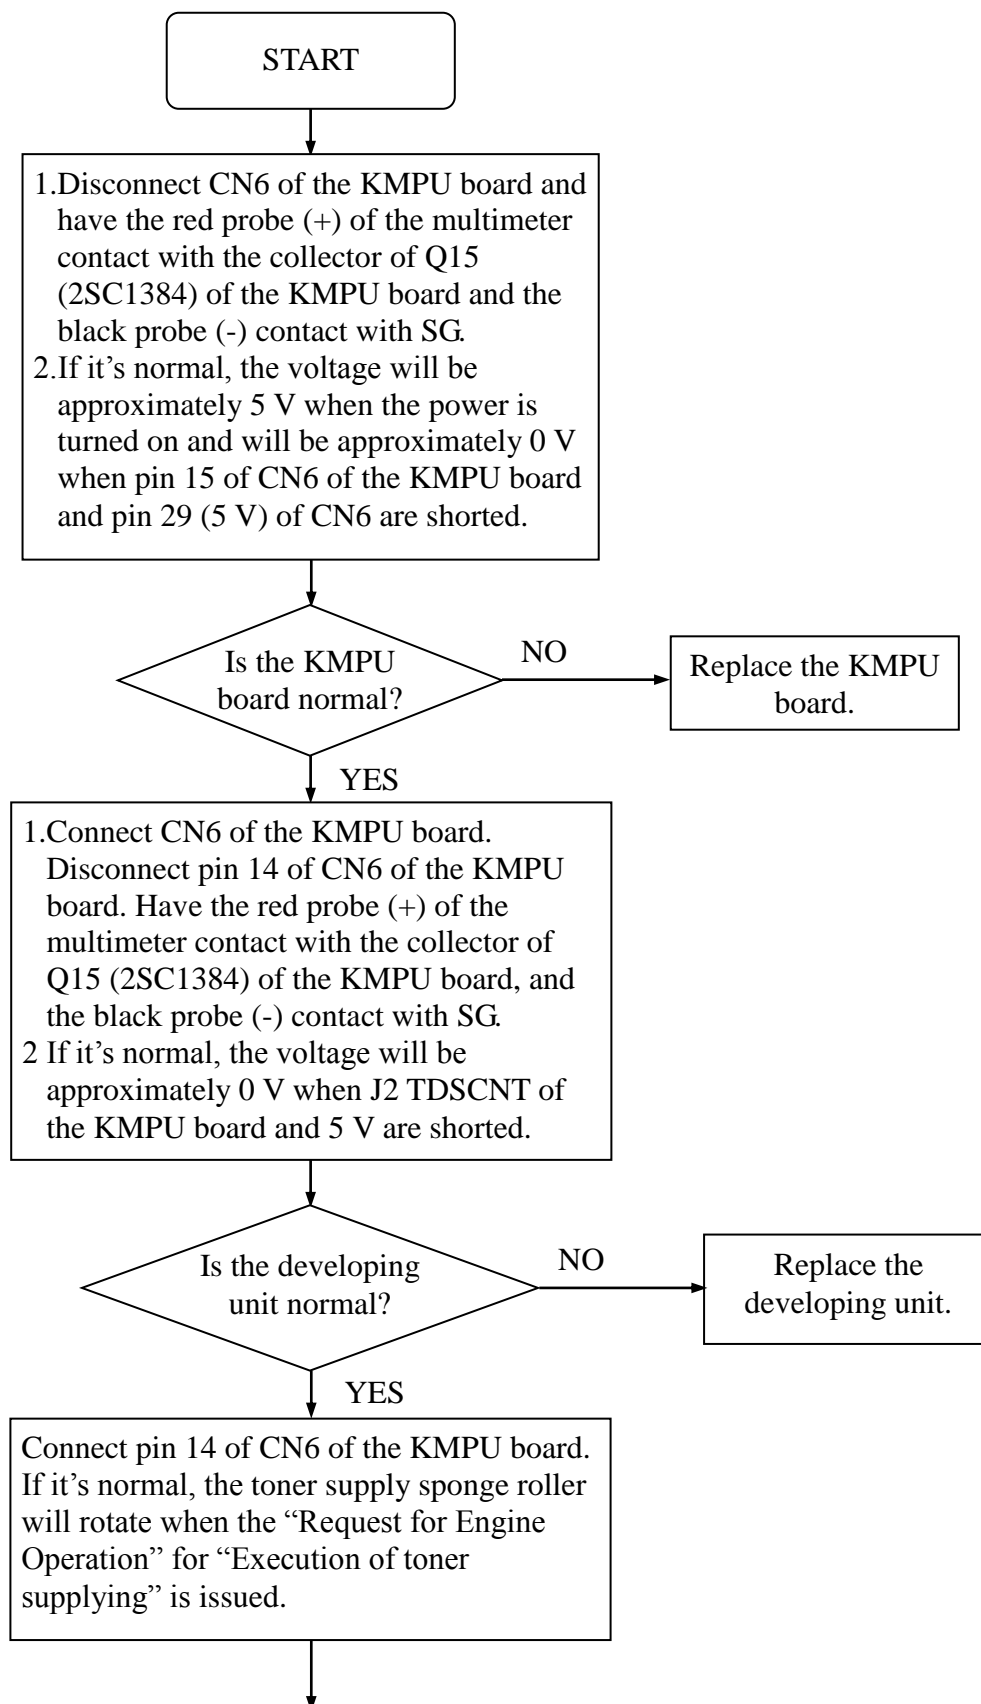 START
1.Disconnect CN6 of the KMPU board and
have the red probe (+) of the multimeter
contact with the collector of Q15
(2SC1384) of the KMPU board and the
black probe (-) contact with SG.
2.If it’s normal, the voltage will be
approximately 5 V when the power is
turned on and will be approximately 0 V
when pin 15 of CN6 of the KMPU board
and pin 29 (5 V) of CN6 are shorted.
Is the KMPU
board normal?
NO
Replace the KMPU
board.
YES
1.Connect CN6 of the KMPU board.
Disconnect pin 14 of CN6 of the KMPU
board. Have the red probe (+) of the
multimeter contact with the collector of
Q15 (2SC1384) of the KMPU board, and
the black probe (-) contact with SG.
2 If it’s normal, the voltage will be
approximately 0 V when J2 TDSCNT of
the KMPU board and 5 V are shorted.
Is the developing
unit normal?
NO
Replace the
developing unit.
YES
Connect pin 14 of CN6 of the KMPU board.
If it’s normal, the toner supply sponge roller
will rotate when the “Request for Engine
Operation” for “Execution of toner
supplying” is issued.